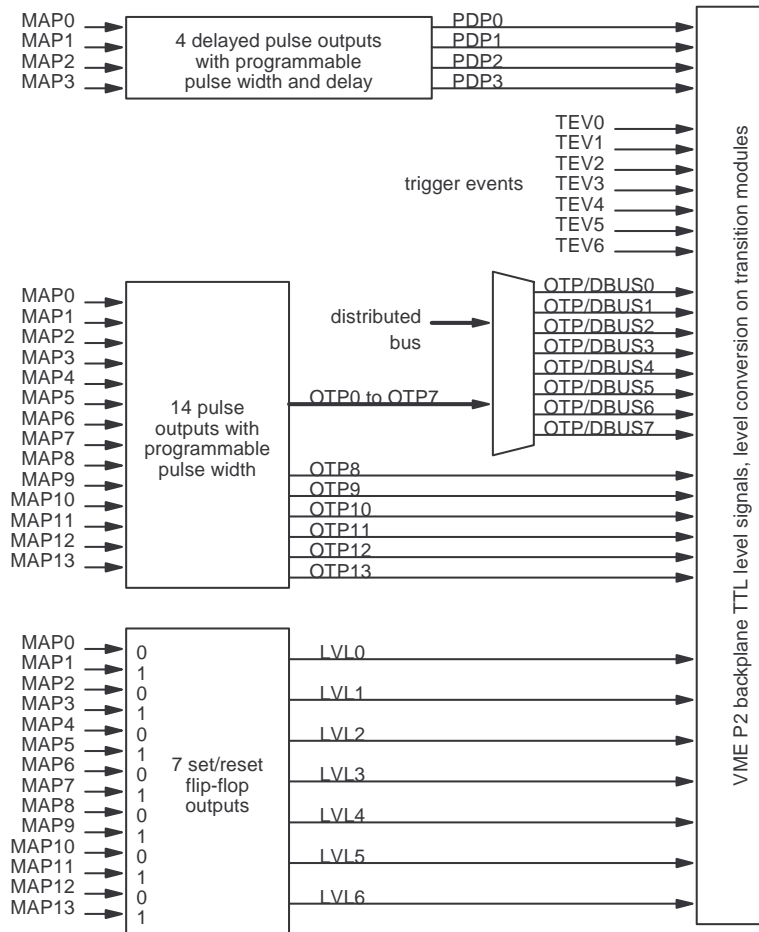 MAP0
MAP1
MAP2
MAP3
4 delayed pulse outputs
with programmable
pulse width and delay
PDP0
PDP1
PDP2
PDP3
trigger events
TEV0
TEV1
TEV2
TEV3
TEV4
TEV5
TEV6
MAP0
MAP1
MAP2
MAP3
MAP4
MAP5
MAP6
MAP7
MAP8
MAP9
MAP10
MAP11
MAP12
MAP13
14 pulse
outputs with
programmable
pulse width
distributed
bus
OTP0 to OTP7
OTP/DBUS0
OTP/DBUS1
OTP/DBUS2
OTP/DBUS3
OTP/DBUS4
OTP/DBUS5
OTP/DBUS6
OTP/DBUS7
OTP8
OTP9
OTP10
OTP11
OTP12
OTP13
MAP0
MAP1
MAP2
MAP3
MAP4
MAP5
MAP6
MAP7
MAP8
MAP9
MAP10
MAP11
MAP12
MAP13
0
1
0
1
0
1
0
1
0
1
0
1
0
1
7 set/reset
flip-flop
outputs
LVL0
LVL1
LVL2
LVL3
LVL4
LVL5
LVL6
VME P2 backplane TTL level signals, level conversion on transition modules